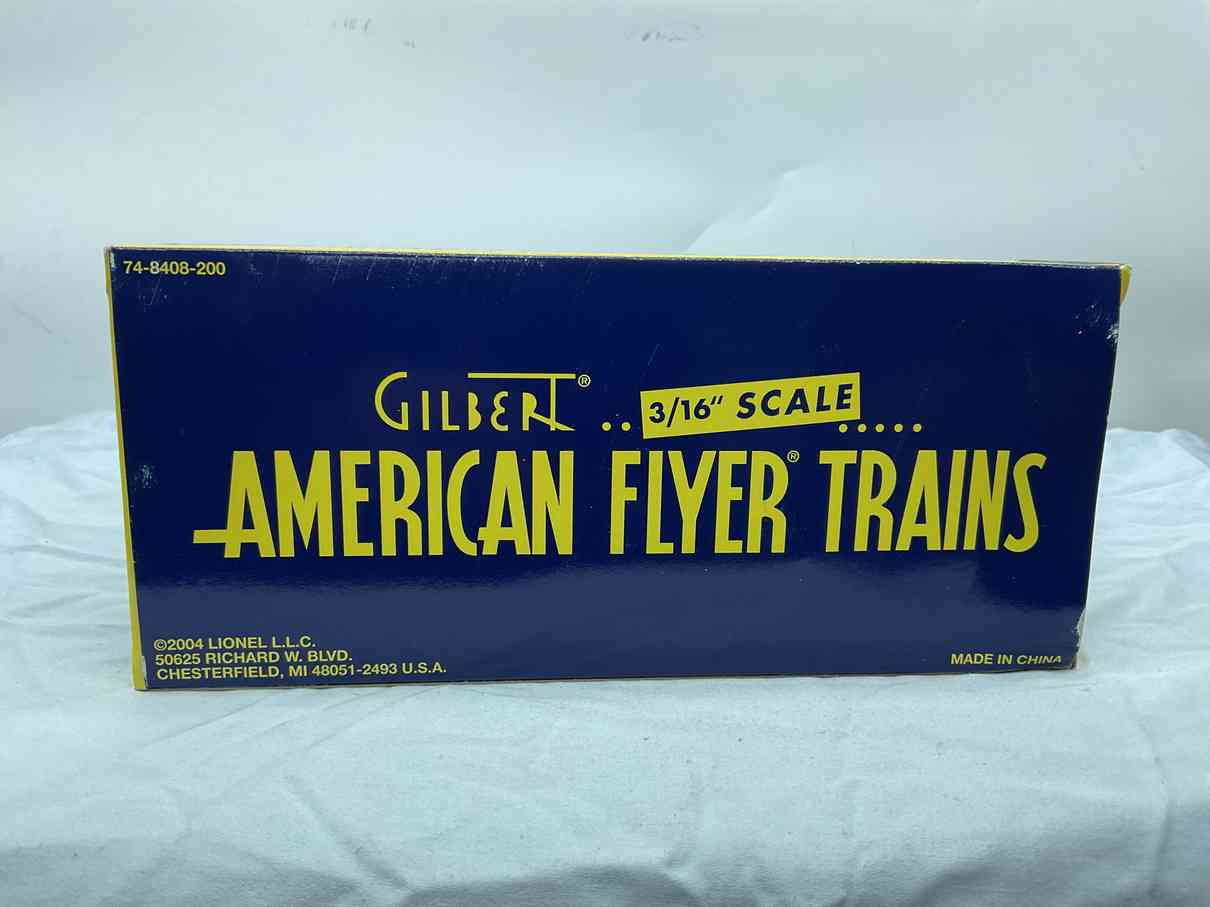 74-8408-200
GILBERT® .. 3/16" SCALE .....
AMERICAN FLYER® TRAINS
©2004 LIONEL L.L.C.
50625 RICHARD W. BLVD.
CHESTERFIELD, MI 48051-2493 U.S.A.
MADE IN CHINA